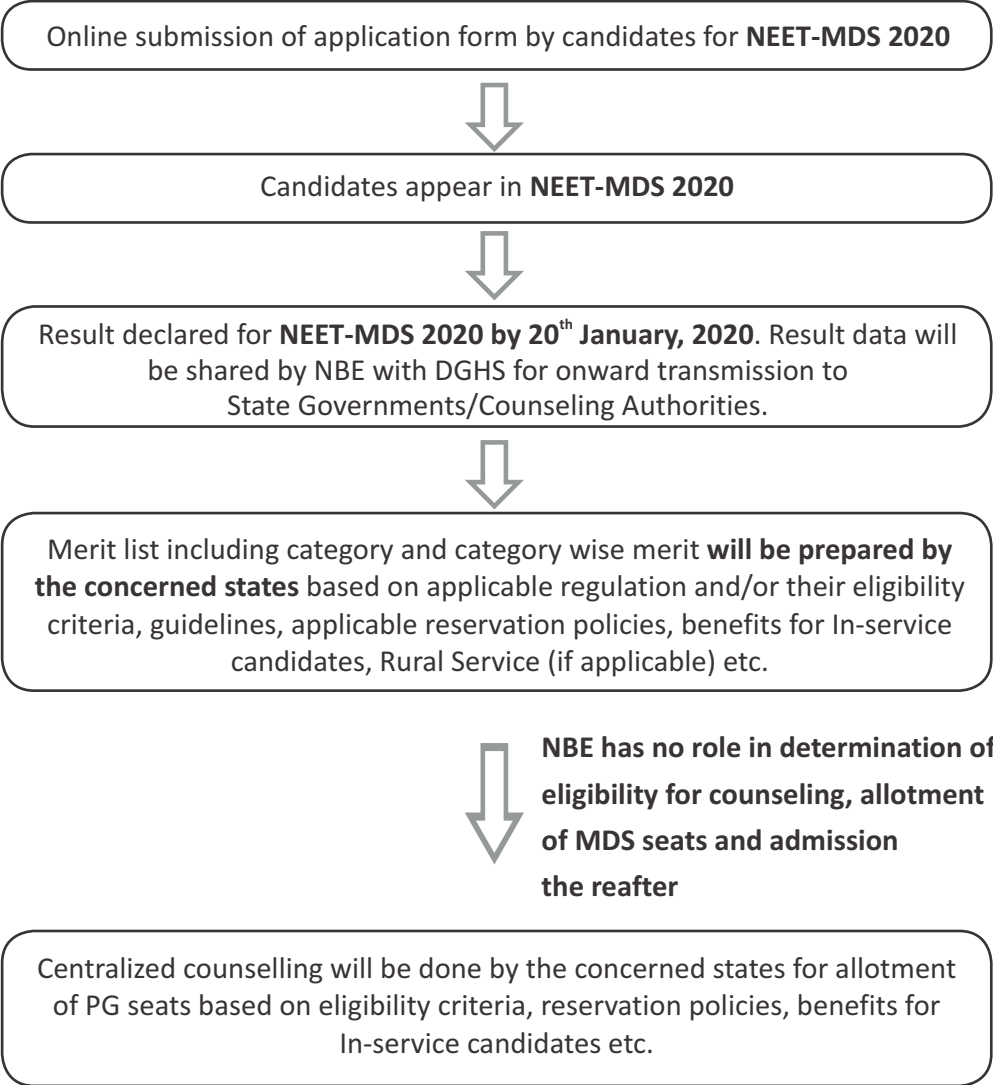 Online submission of application form by candidates for NEET-MDS 2020
Candidates appear in NEET-MDS 2020
Result declared for NEET-MDS 2020 by 20th January, 2020. Result data will
be shared by NBE with DGHS for onward transmission to
State Governments/Counseling Authorities.
Merit list including category and category wise merit will be prepared by
the concerned states based on applicable regulation and/or their eligibility
criteria, guidelines, applicable reservation policies, benefits for In-service
candidates, Rural Service (if applicable) etc.
NBE has no role in determination of
eligibility for counseling, allotment
of MDS seats and admission
the reafter
Centralized counselling will be done by the concerned states for allotment
of PG seats based on eligibility criteria, reservation policies, benefits for
In-service candidates etc.